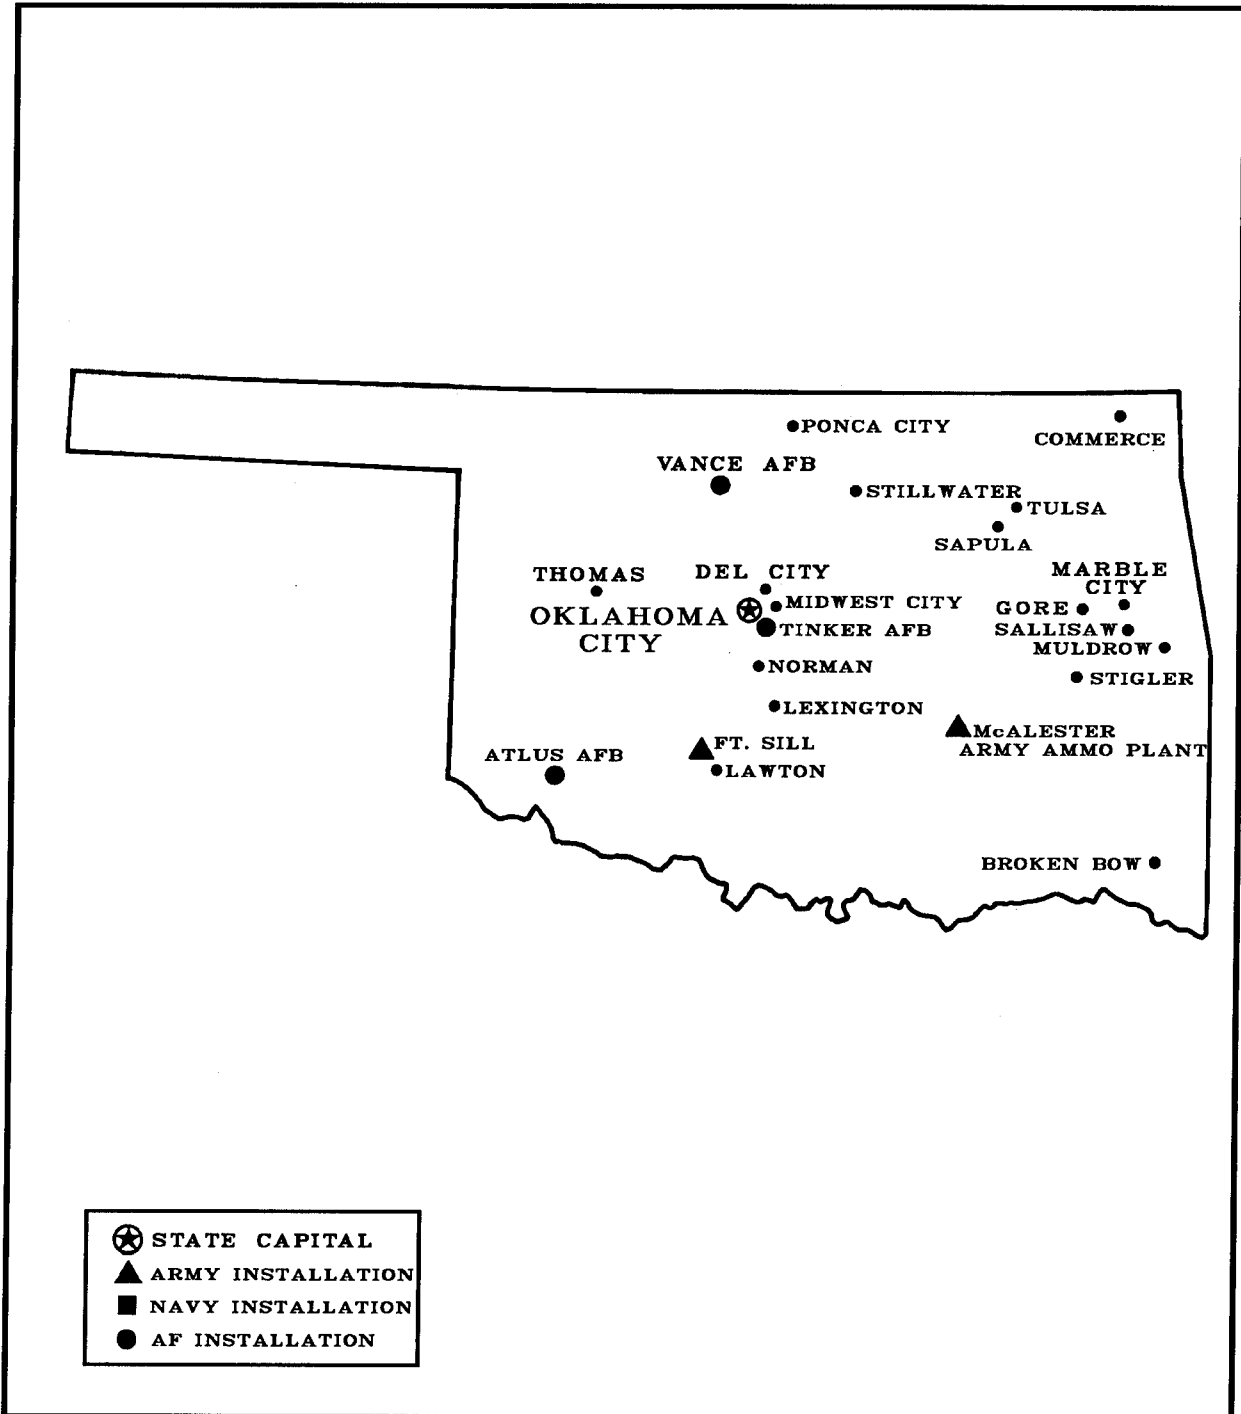 PONCA CITY
COMMERCE
VANCE AFB
STILLWATER
TULSA
SAPULA
THOMAS
DEL CITY
MARBLE
CITY
OKLAHOMA
CITY
MIDWEST CITY
GORE
TINKER AFB
SALLISAW
MULDROW
NORMAN
STIGLER
LEXINGTON
McALESTER
ARMY AMMO PLANT
FT. SILL
ATLUS AFB
LAWTON
BROKEN BOW
STATE CAPITAL
ARMY INSTALLATION
NAVY INSTALLATION
AF INSTALLATION